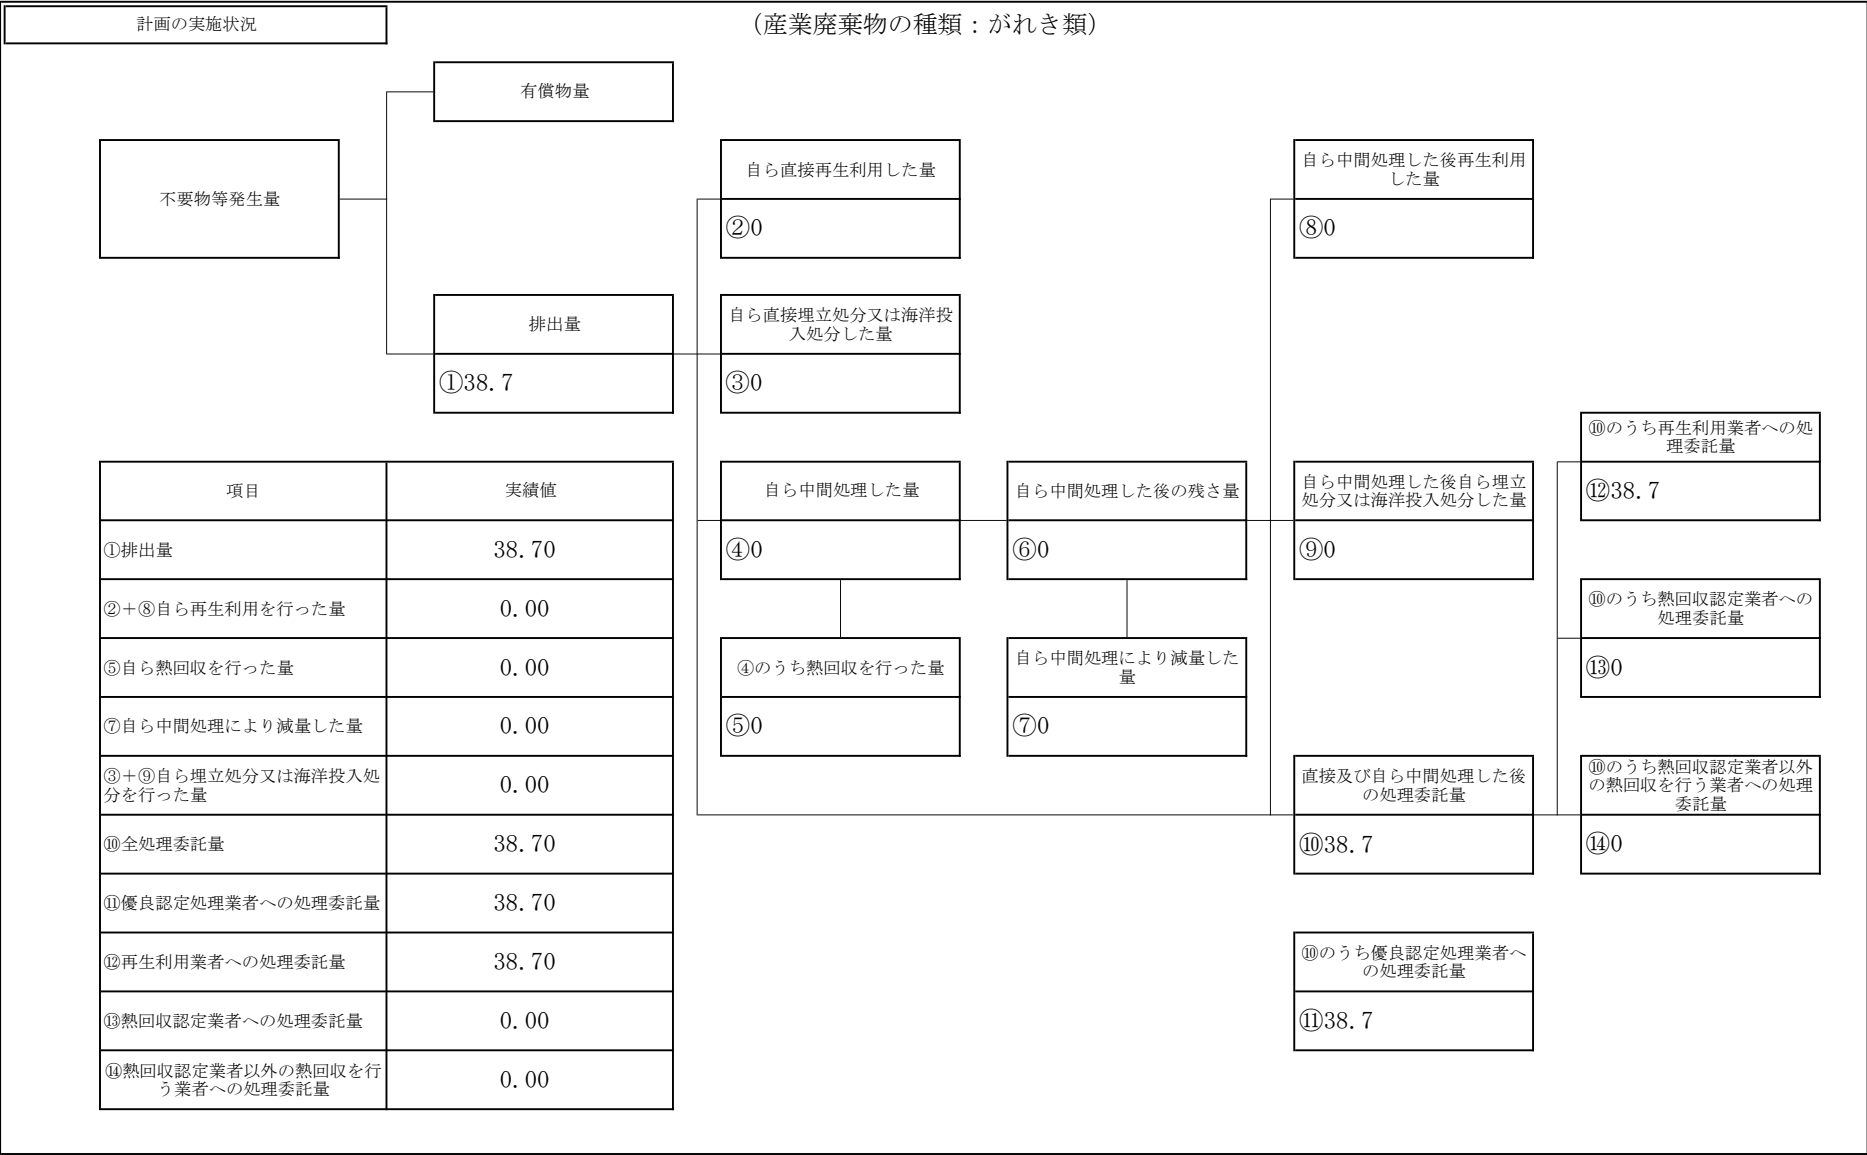 計画の実施状況
（産業廃棄物の種類：がれき類）
有償物量
不要物等発生量
排出量
①38.7
自ら直接再生利用した量
②0
自ら直接埋立処分又は海洋投
入処分した量
③0
自ら中間処理した量
④0
④のうち熱回収を行った量
⑤0
自ら中間処理した後の残さ量
⑥0
自ら中間処理により減量した
量
⑦0
自ら中間処理した後再生利用
した量
⑧0
自ら中間処理した後自ら埋立
処分又は海洋投入処分した量
⑨0
直接及び自ら中間処理した後
の処理委託量
⑩38.7
⑩のうち優良認定処理業者へ
の処理委託量
⑪38.7
⑩のうち再生利用業者への処
理委託量
⑫38.7
⑩のうち熱回収認定業者への
処理委託量
⑬0
⑩のうち熱回収認定業者以外
の熱回収を行う業者への処理
委託量
⑭0
項目 実績値
①排出量 38.70
②＋⑧自ら再生利用を行った量 0.00
⑤自ら熱回収を行った量 0.00
⑦自ら中間処理により減量した量 0.00
③＋⑨自ら埋立処分又は海洋投入処
分を行った量 0.00
⑩全処理委託量 38.70
⑪優良認定処理業者への処理委託量 38.70
⑫再生利用業者への処理委託量 38.70
⑬熱回収認定業者への処理委託量 0.00
⑭熱回収認定業者以外の熱回収を行
う業者への処理委託量 0.00